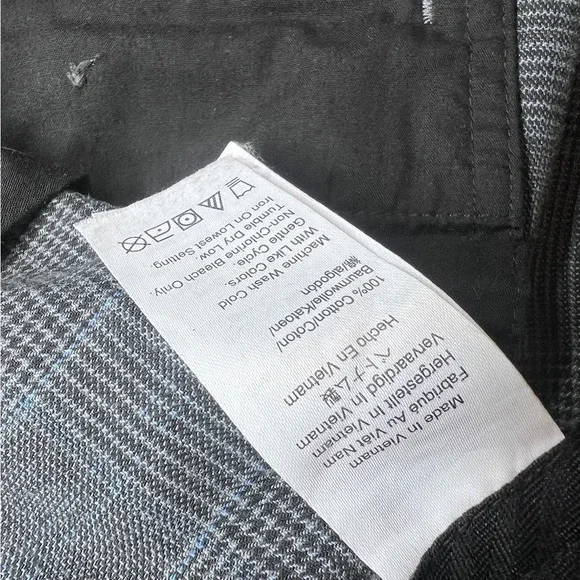 Made In Vietnam
Fabriqué Au Viêt Nam
Hergestellt In Vietnam
Vervaardigd In Vietnam
ベトナム製
Hecho En Vietnam
100% Cotton/Coton/
Baumwolle/Katoen/
綿/algodón
Machine Wash Cold
With Like Colors.
Gentle Cycle.
Non-Chlorine Bleach Only.
Tumble Dry Low.
Iron On Lowest Setting.